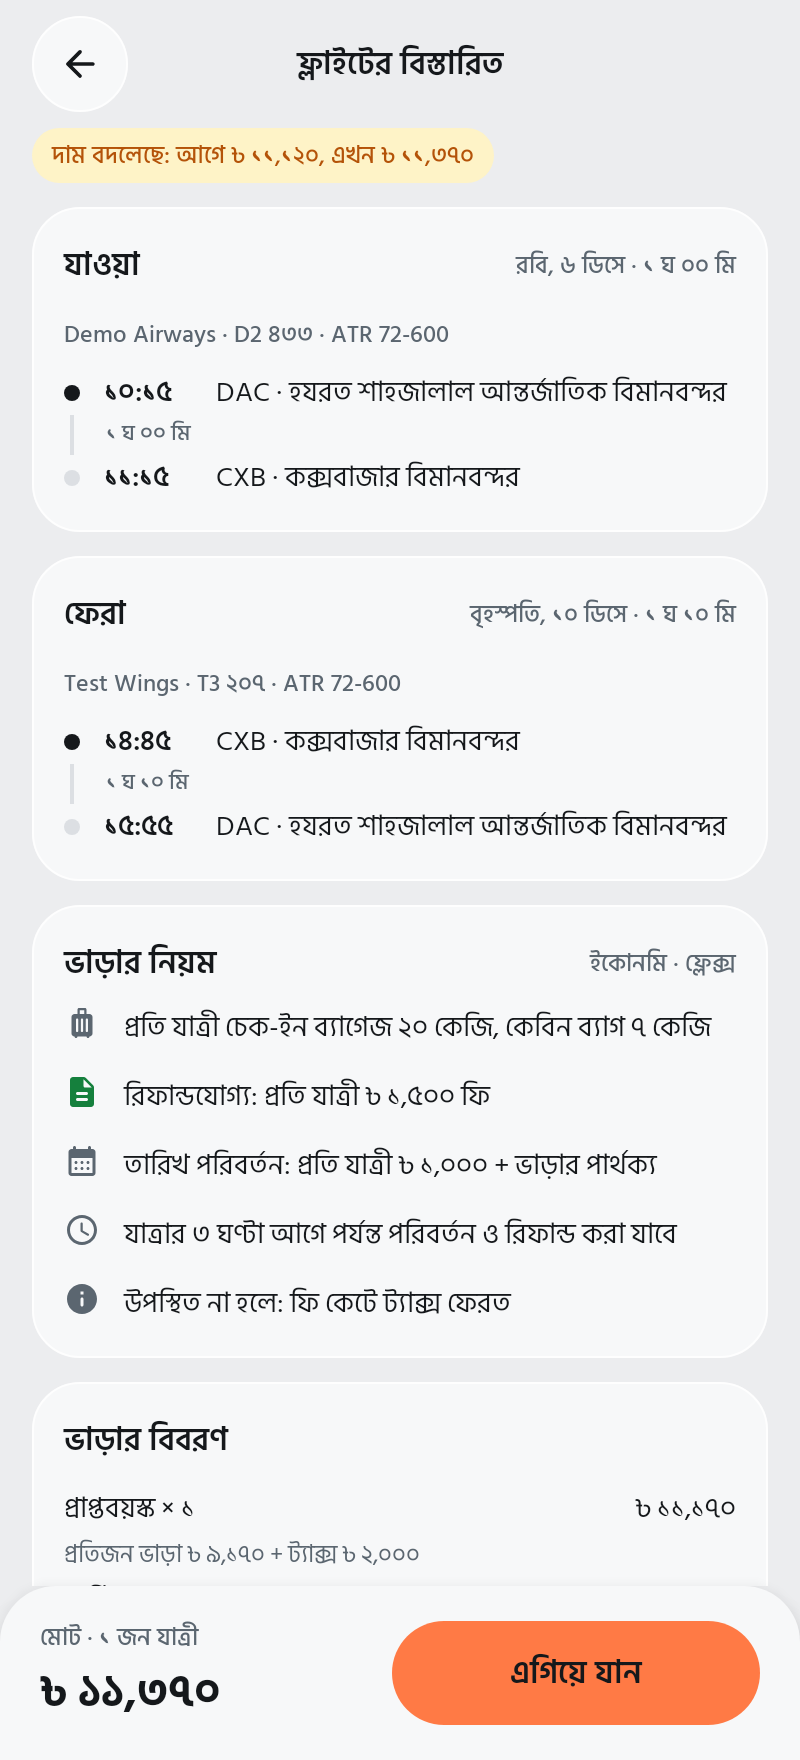 ফ্লাইটের বিস্তারিত
দাম বদলেছে: আগে ৳ ১১,১২০, এখন ৳ ১১,৩৭০
যাওয়া
রবি, ৬ ডিসে · ১ ঘ ০০ মি
Demo Airways · D2 ৪৩৩ · ATR 72-600
১০:১৫ DAC · হযরত শাহজালাল আন্তর্জাতিক বিমানবন্দর
১ ঘ ০০ মি
১১:১৫ CXB · কক্সবাজার বিমানবন্দর
ফেরা
বৃহস্পতি, ১০ ডিসে · ১ ঘ ১০ মি
Test Wings · T3 ২০৭ · ATR 72-600
১৪:৪৫ CXB · কক্সবাজার বিমানবন্দর
১ ঘ ১০ মি
১৫:৫৫ DAC · হযরত শাহজালাল আন্তর্জাতিক বিমানবন্দর
ভাড়ার নিয়ম
ইকোনমি · ফ্লেক্স
প্রতি যাত্রী চেক-ইন ব্যাগেজ ২০ কেজি, কেবিন ব্যাগ ৭ কেজি
রিফান্ডযোগ্য: প্রতি যাত্রী ৳ ১,৫০০ ফি
তারিখ পরিবর্তন: প্রতি যাত্রী ৳ ১,০০০ + ভাড়ার পার্থক্য
যাত্রার ৩ ঘণ্টা আগে পর্যন্ত পরিবর্তন ও রিফান্ড করা যাবে
উপস্থিত না হলে: ফি কেটে ট্যাক্স ফেরত
ভাড়ার বিবরণ
প্রাপ্তবয়স্ক × ১ ৳ ১১,১৭০
প্রতিজন ভাড়া ৳ ৯,১৭০ + ট্যাক্স ৳ ২,০০০
মোট · ১ জন যাত্রী
৳ ১১,৩৭০
এগিয়ে যান